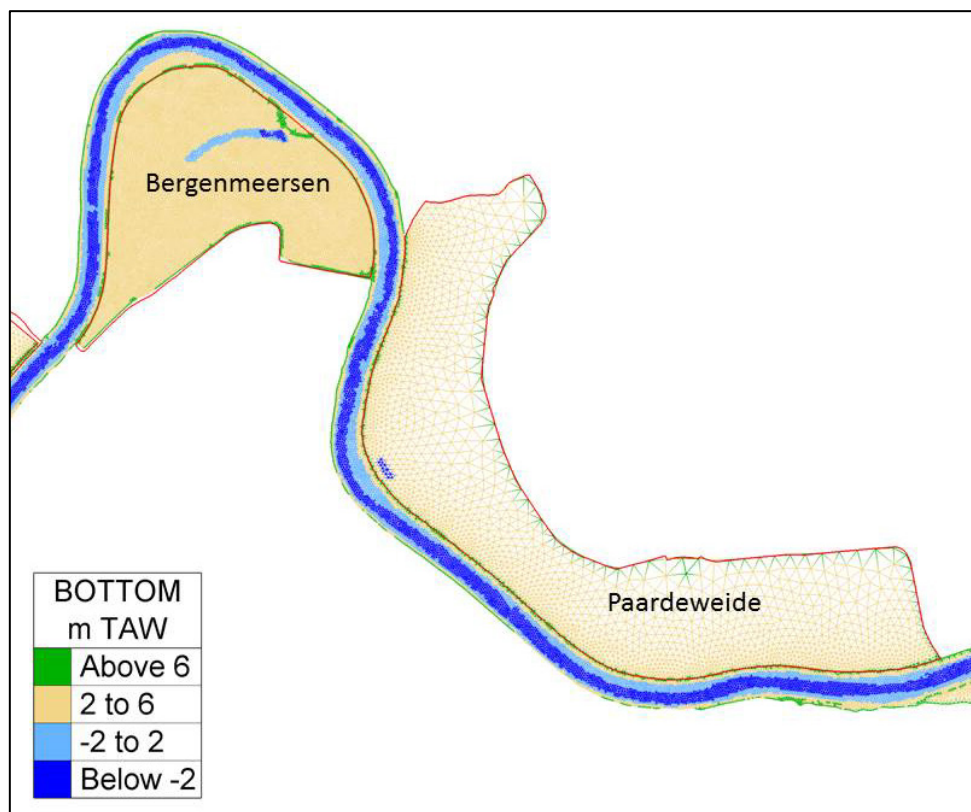 Bergenmeersen
Paardeweide
BOTTOM
m TAW
Above 6
2 to 6
-2 to 2
Below -2